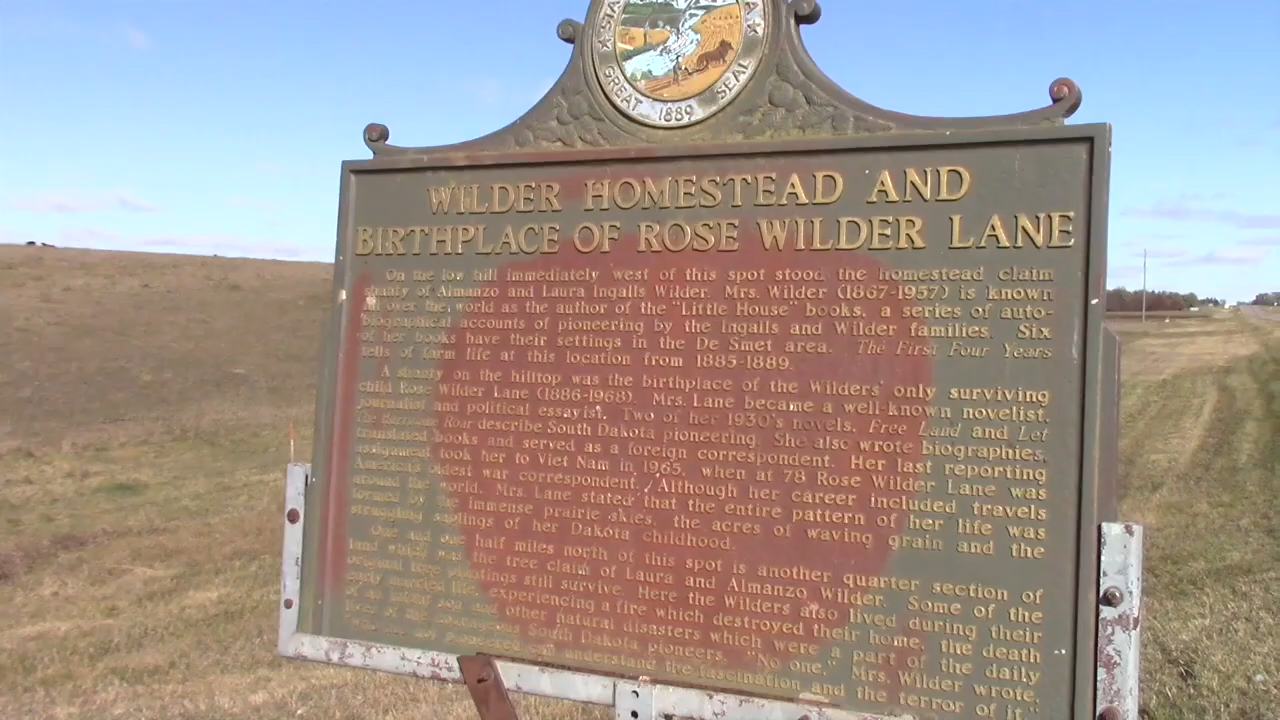 GREAT 1889 SEAL
WILDER HOMESTEAD AND
BIRTHPLACE OF ROSE WILDER LANE
On the low hill immediately west of this spot stood the homestead claim
shanty of Almanzo and Laura Ingalls Wilder. Mrs. Wilder (1867-1957) is known
all over the world as the author of the "Little House" books, a series of auto-
biographical accounts of pioneering by the Ingalls and Wilder families. Six
of her books have their settings in the De Smet area. The First Four Years
tells of farm life at this location from 1885-1889.
A shanty on the hilltop was the birthplace of the Wilders' only surviving
child Rose Wilder Lane (1886-1968). Mrs. Lane became a well-known novelist,
journalist and political essayist. Two of her 1930's novels, Free Land and Let
the Hurricane Roar describe South Dakota pioneering. She also wrote biographies,
translated books and served as a foreign correspondent. Her last reporting
assignment took her to Viet Nam in 1965, when at 78 Rose Wilder Lane was
America's oldest war correspondent. Although her career included travels
around the world, Mrs. Lane stated that the entire pattern of her life was
formed by the immense prairie skies, the acres of waving grain and the
struggling saplings of her Dakota childhood.
One and one half miles north of this spot is another quarter section of
land which was the tree claim of Laura and Almanzo Wilder. Some of the
original tree plantings still survive. Here the Wilders also lived during their
early married life, experiencing a fire which destroyed their home, the death
of an infant son and other natural disasters which were a part of the daily
South Dakota pioneers. "No one," Mrs. Wilder wrote,
pioneered can understand the fascination and the terror of it."